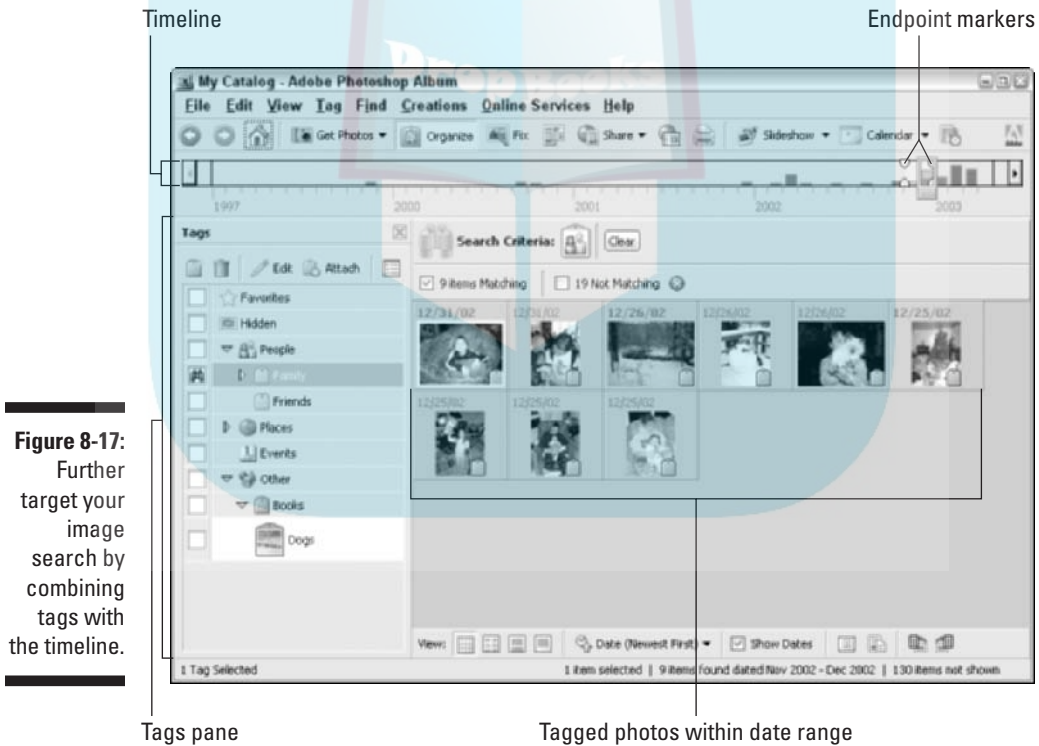 Timeline
Endpoint markers
Drop Books
My Catalog - Adobe Photoshop Album
File Edit View Tag Find Creations Online Services Help
Get Photos Organize Fix Share Slideshow Calendar
1997 2000 2001 2002 2003
Tags
Search Criteria: Clear
Edit Attach
9 items Matching 19 Not Matching
Favorites
Hidden
People
Family
Friends
Places
Events
Other
Books
Dogs
12/31/02 12/31/02 12/26/02 12/26/02 12/26/02 12/25/02
12/25/02 12/25/02 12/25/02
View: Date (Newest First) Show Dates
1 Tag Selected
1 item selected | 9 items found dated Nov 2002 - Dec 2002 | 130 items not shown
Figure 8-17:
Further
target your
image
search by
combining
tags with
the timeline.
Tags pane
Tagged photos within date range